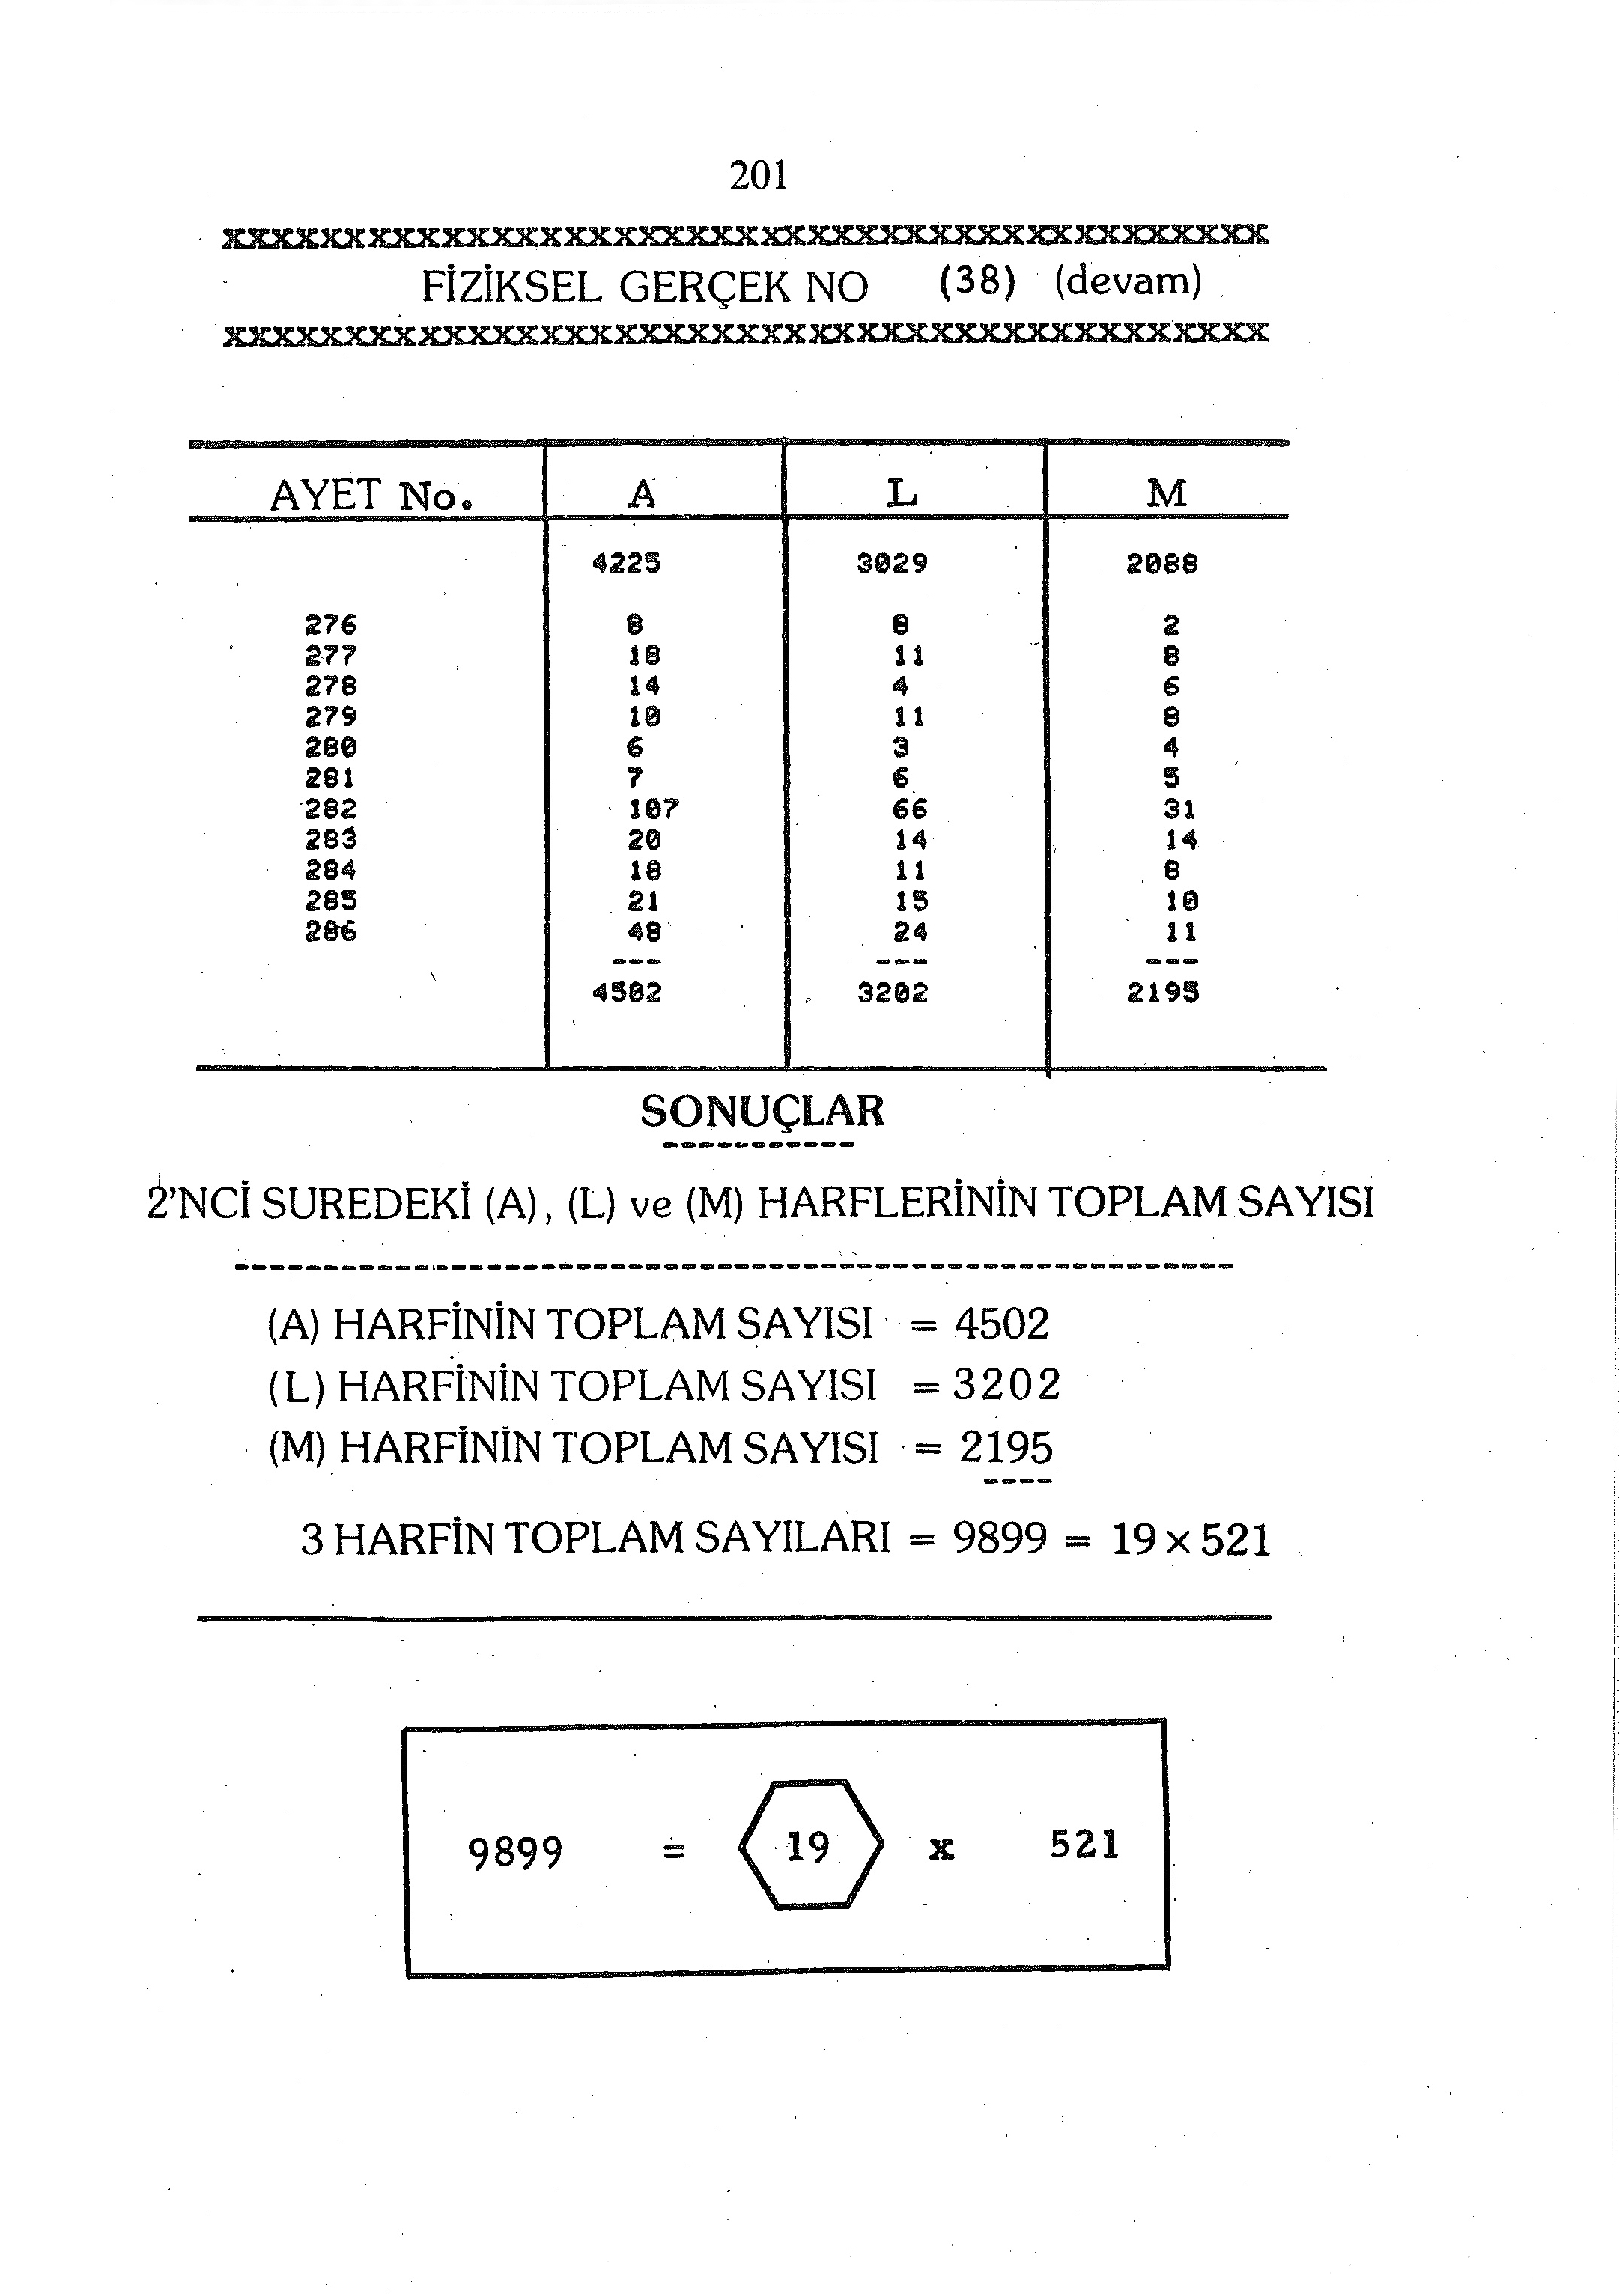 201
XXXXXXXXXXXXXXXXXXXXXXXXXXXXXXXXXXXXXXXXXXX
FİZİKSEL GERÇEK NO (38) (devam)
XXXXXXXXXXXXXXXXXXXXXXXXXXXXXXXXXXXXXXXXXXX
AYET No. A L M
4225 3029 2088
276 8 8 2
277 18 11 8
278 14 4 6
279 10 11 8
280 6 3 4
281 7 6 5
282 107 66 31
283 20 14 14
284 18 11 8
285 21 15 10
286 48 24 11
--- --- ---
4502 3202 2195
SONUÇLAR
2'NCİ SUREDEKİ (A), (L) ve (M) HARFLERİNİN TOPLAM SAYISI
(A) HARFİNİN TOPLAM SAYISI = 4502
(L) HARFİNİN TOPLAM SAYISI = 3202
(M) HARFİNİN TOPLAM SAYISI = 2195
3 HARFİN TOPLAM SAYILARI = 9899 = 19 x 521
9899 = 19 x 521